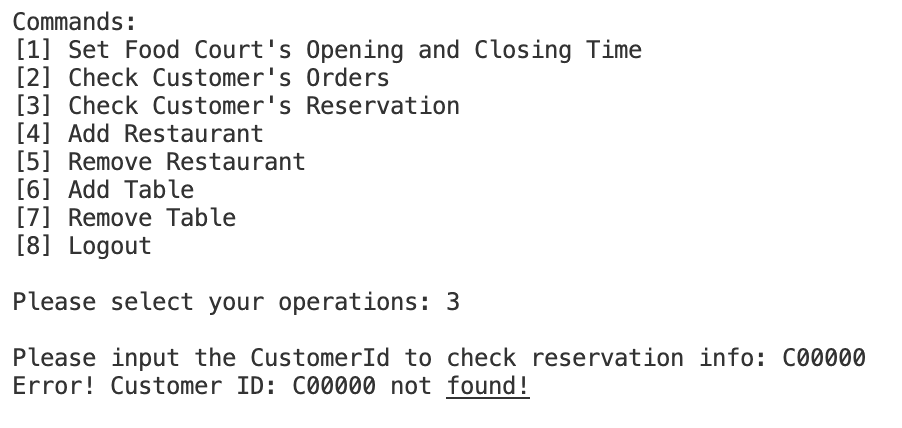 Commands:
[1] Set Food Court's Opening and Closing Time
[2] Check Customer's Orders
[3] Check Customer's Reservation
[4] Add Restaurant
[5] Remove Restaurant
[6] Add Table
[7] Remove Table
[8] Logout
Please select your operations: 3
Please input the CustomerId to check reservation info: C00000
Error! Customer ID: C00000 not found!